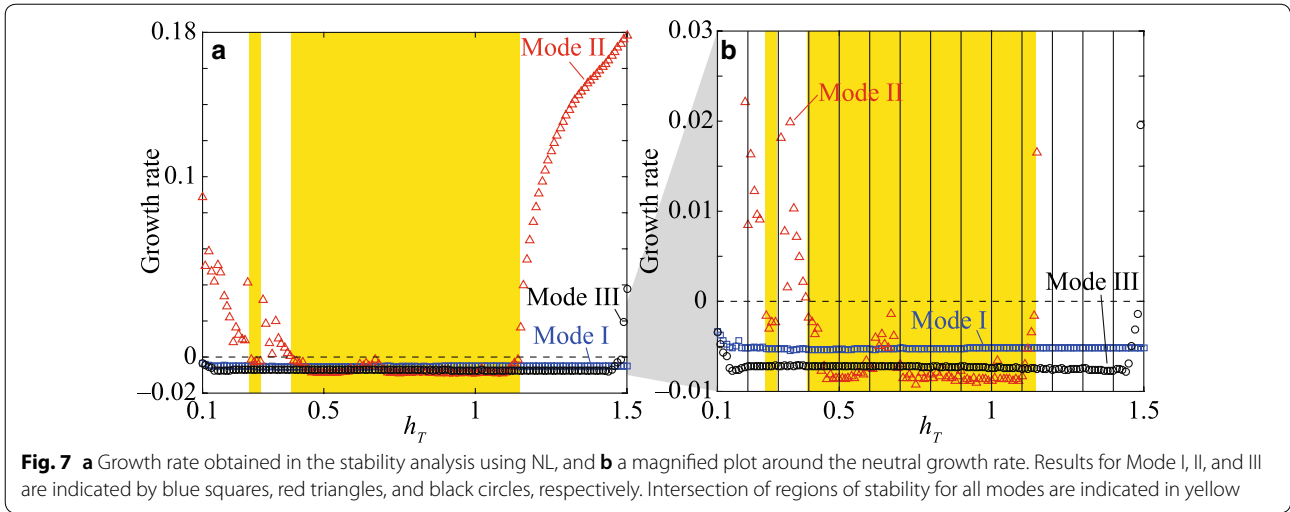 a
Mode II
0.18
0.1
0
−0.02
Growth rate
Mode III
Mode I
0.1
0.5
1
1.5
h_T
b
Mode II
0.03
0.02
0.01
0
−0.01
Growth rate
Mode III
Mode I
0.1
0.5
1
1.5
h_T
Fig. 7 a Growth rate obtained in the stability analysis using NL, and b a magnified plot around the neutral growth rate. Results for Mode I, II, and III
are indicated by blue squares, red triangles, and black circles, respectively. Intersection of regions of stability for all modes are indicated in yellow